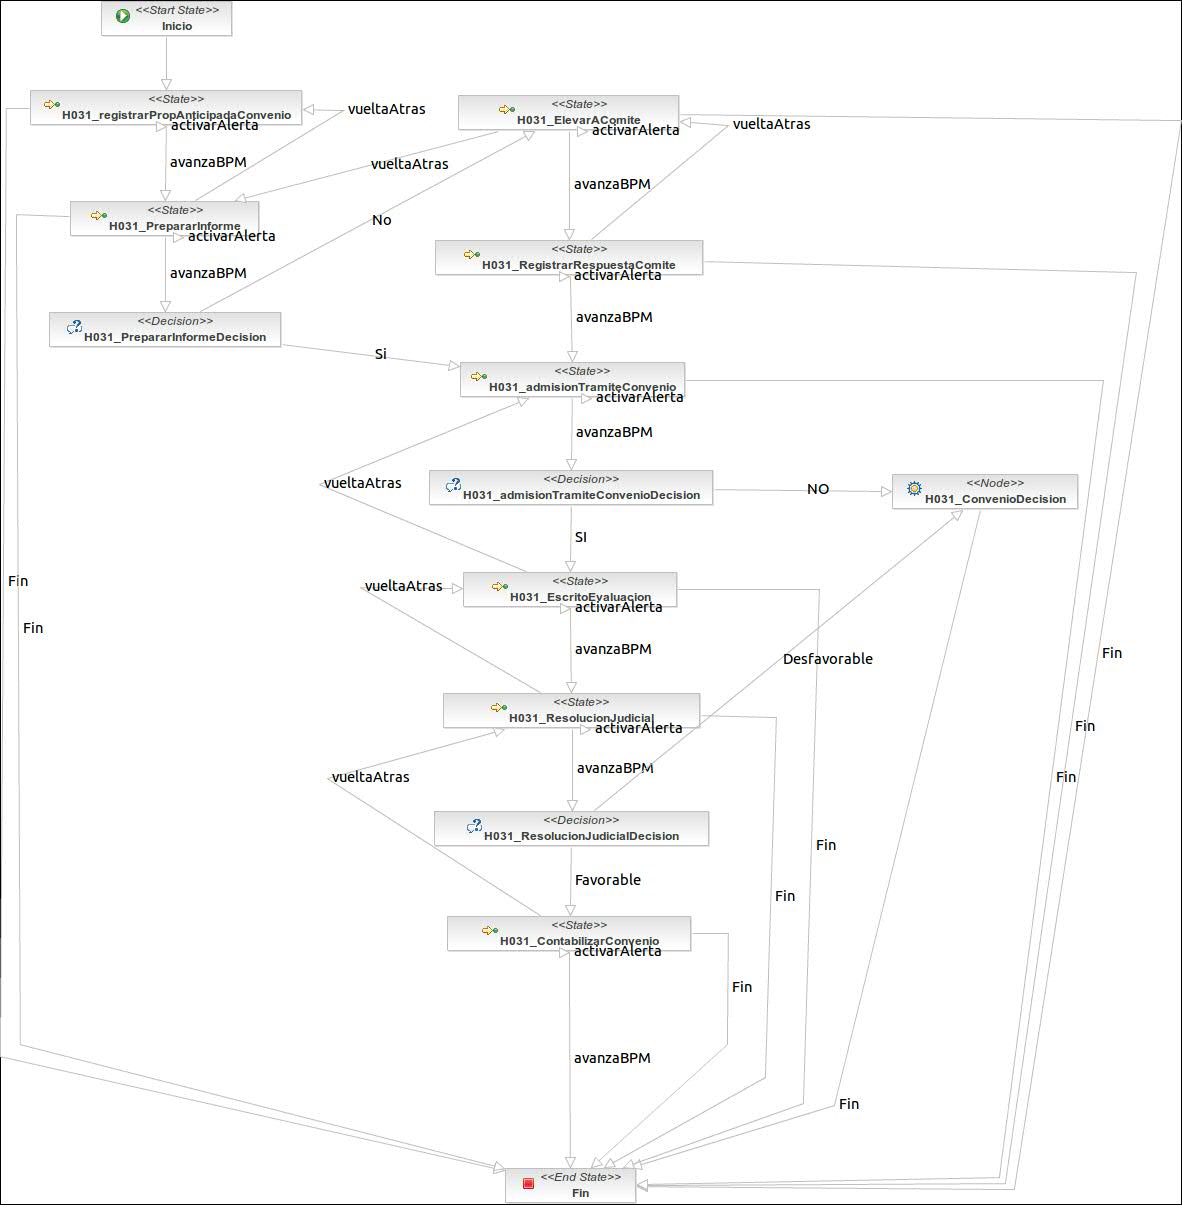 <<Start State>>
Inicio
<<State>>
H031_registrarPropAnticipadaConvenio
activarAlerta
vueltaAtras
<<State>>
H031_ElevarAComite
activarAlerta
vueltaAtras
avanzaBPM
vueltaAtras
avanzaBPM
<<State>>
H031_PrepararInforme
activarAlerta
No
<<State>>
H031_RegistrarRespuestaComite
activarAlerta
avanzaBPM
<<Decision>>
H031_PrepararInformeDecision
avanzaBPM
Si
<<State>>
H031_admisionTramiteConvenio
activarAlerta
avanzaBPM
vueltaAtras
<<Decision>>
H031_admisionTramiteConvenioDecision
NO
<<Node>>
H031_ConvenioDecision
SI
Fin
<<State>>
H031_EscritoEvaluacion
activarAlerta
vueltaAtras
Fin
avanzaBPM
Desfavorable
Fin
<<State>>
H031_ResolucionJudicial
activarAlerta
Fin
avanzaBPM
vueltaAtras
Fin
<<Decision>>
H031_ResolucionJudicialDecision
Fin
Favorable
Fin
<<State>>
H031_ContabilizarConvenio
activarAlerta
Fin
avanzaBPM
Fin
<<End State>>
Fin